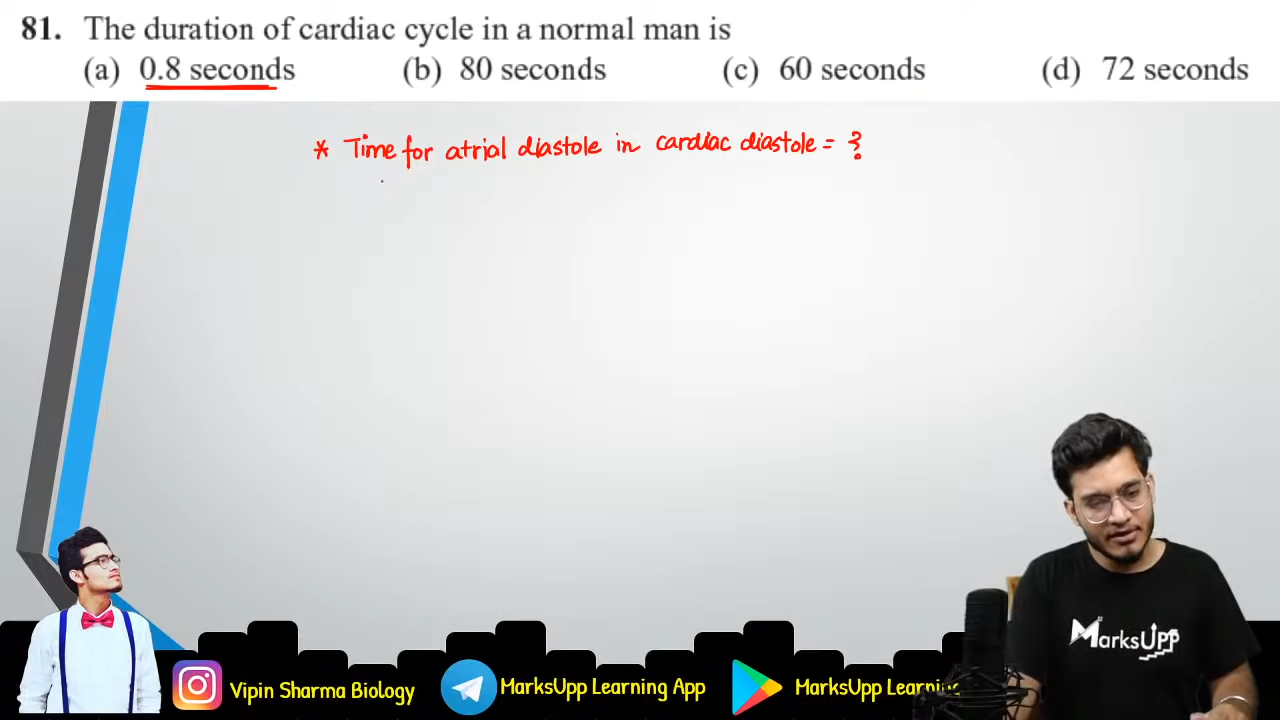 81. The duration of cardiac cycle in a normal man is
(a) 0.8 seconds (b) 80 seconds (c) 60 seconds (d) 72 seconds
* Time for atrial diastole in cardiac diastole = ?
MarksUpp
Vipin Sharma Biology
MarksUpp Learning App
MarksUpp Learning